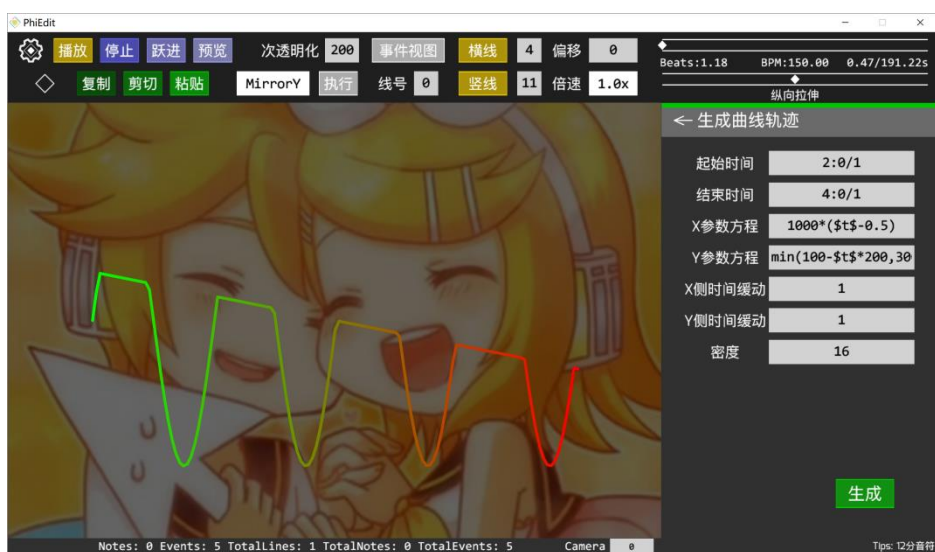 PhiEdit
播放 停止 跃进 预览 次透明化 200 事件视图 横线 4 偏移 0
Beats:1.18 BPM:150.00 0.47/191.22s
复制 剪切 粘贴 MirrorY 执行 线号 0 竖线 11 倍速 1.0x
纵向拉伸
← 生成曲线轨迹
起始时间 2:0/1
结束时间 4:0/1
X参数方程 1000*($t$-0.5)
Y参数方程 min(100-$t$*200,30
X侧时间缓动 1
Y侧时间缓动 1
密度 16
生成
Notes: 0 Events: 5 TotalLines: 1 TotalNotes: 0 TotalEvents: 5 Camera 0
Tips: 12分音符